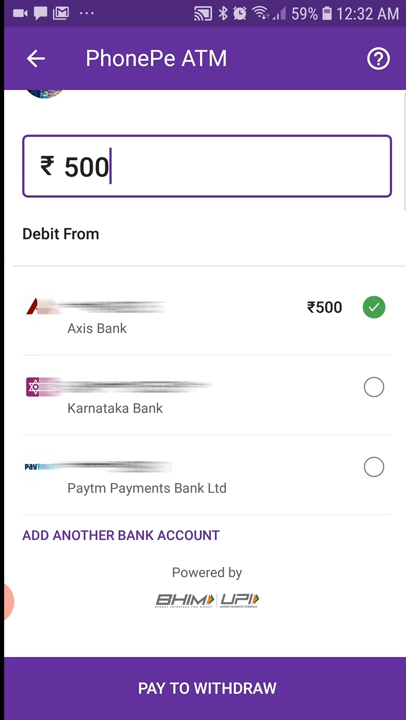 59% 12:32 AM
PhonePe ATM
₹ 500
Debit From
₹500
Axis Bank
Karnataka Bank
PAY
Paytm Payments Bank Ltd
ADD ANOTHER BANK ACCOUNT
Powered by
BHIM UPI
PAY TO WITHDRAW